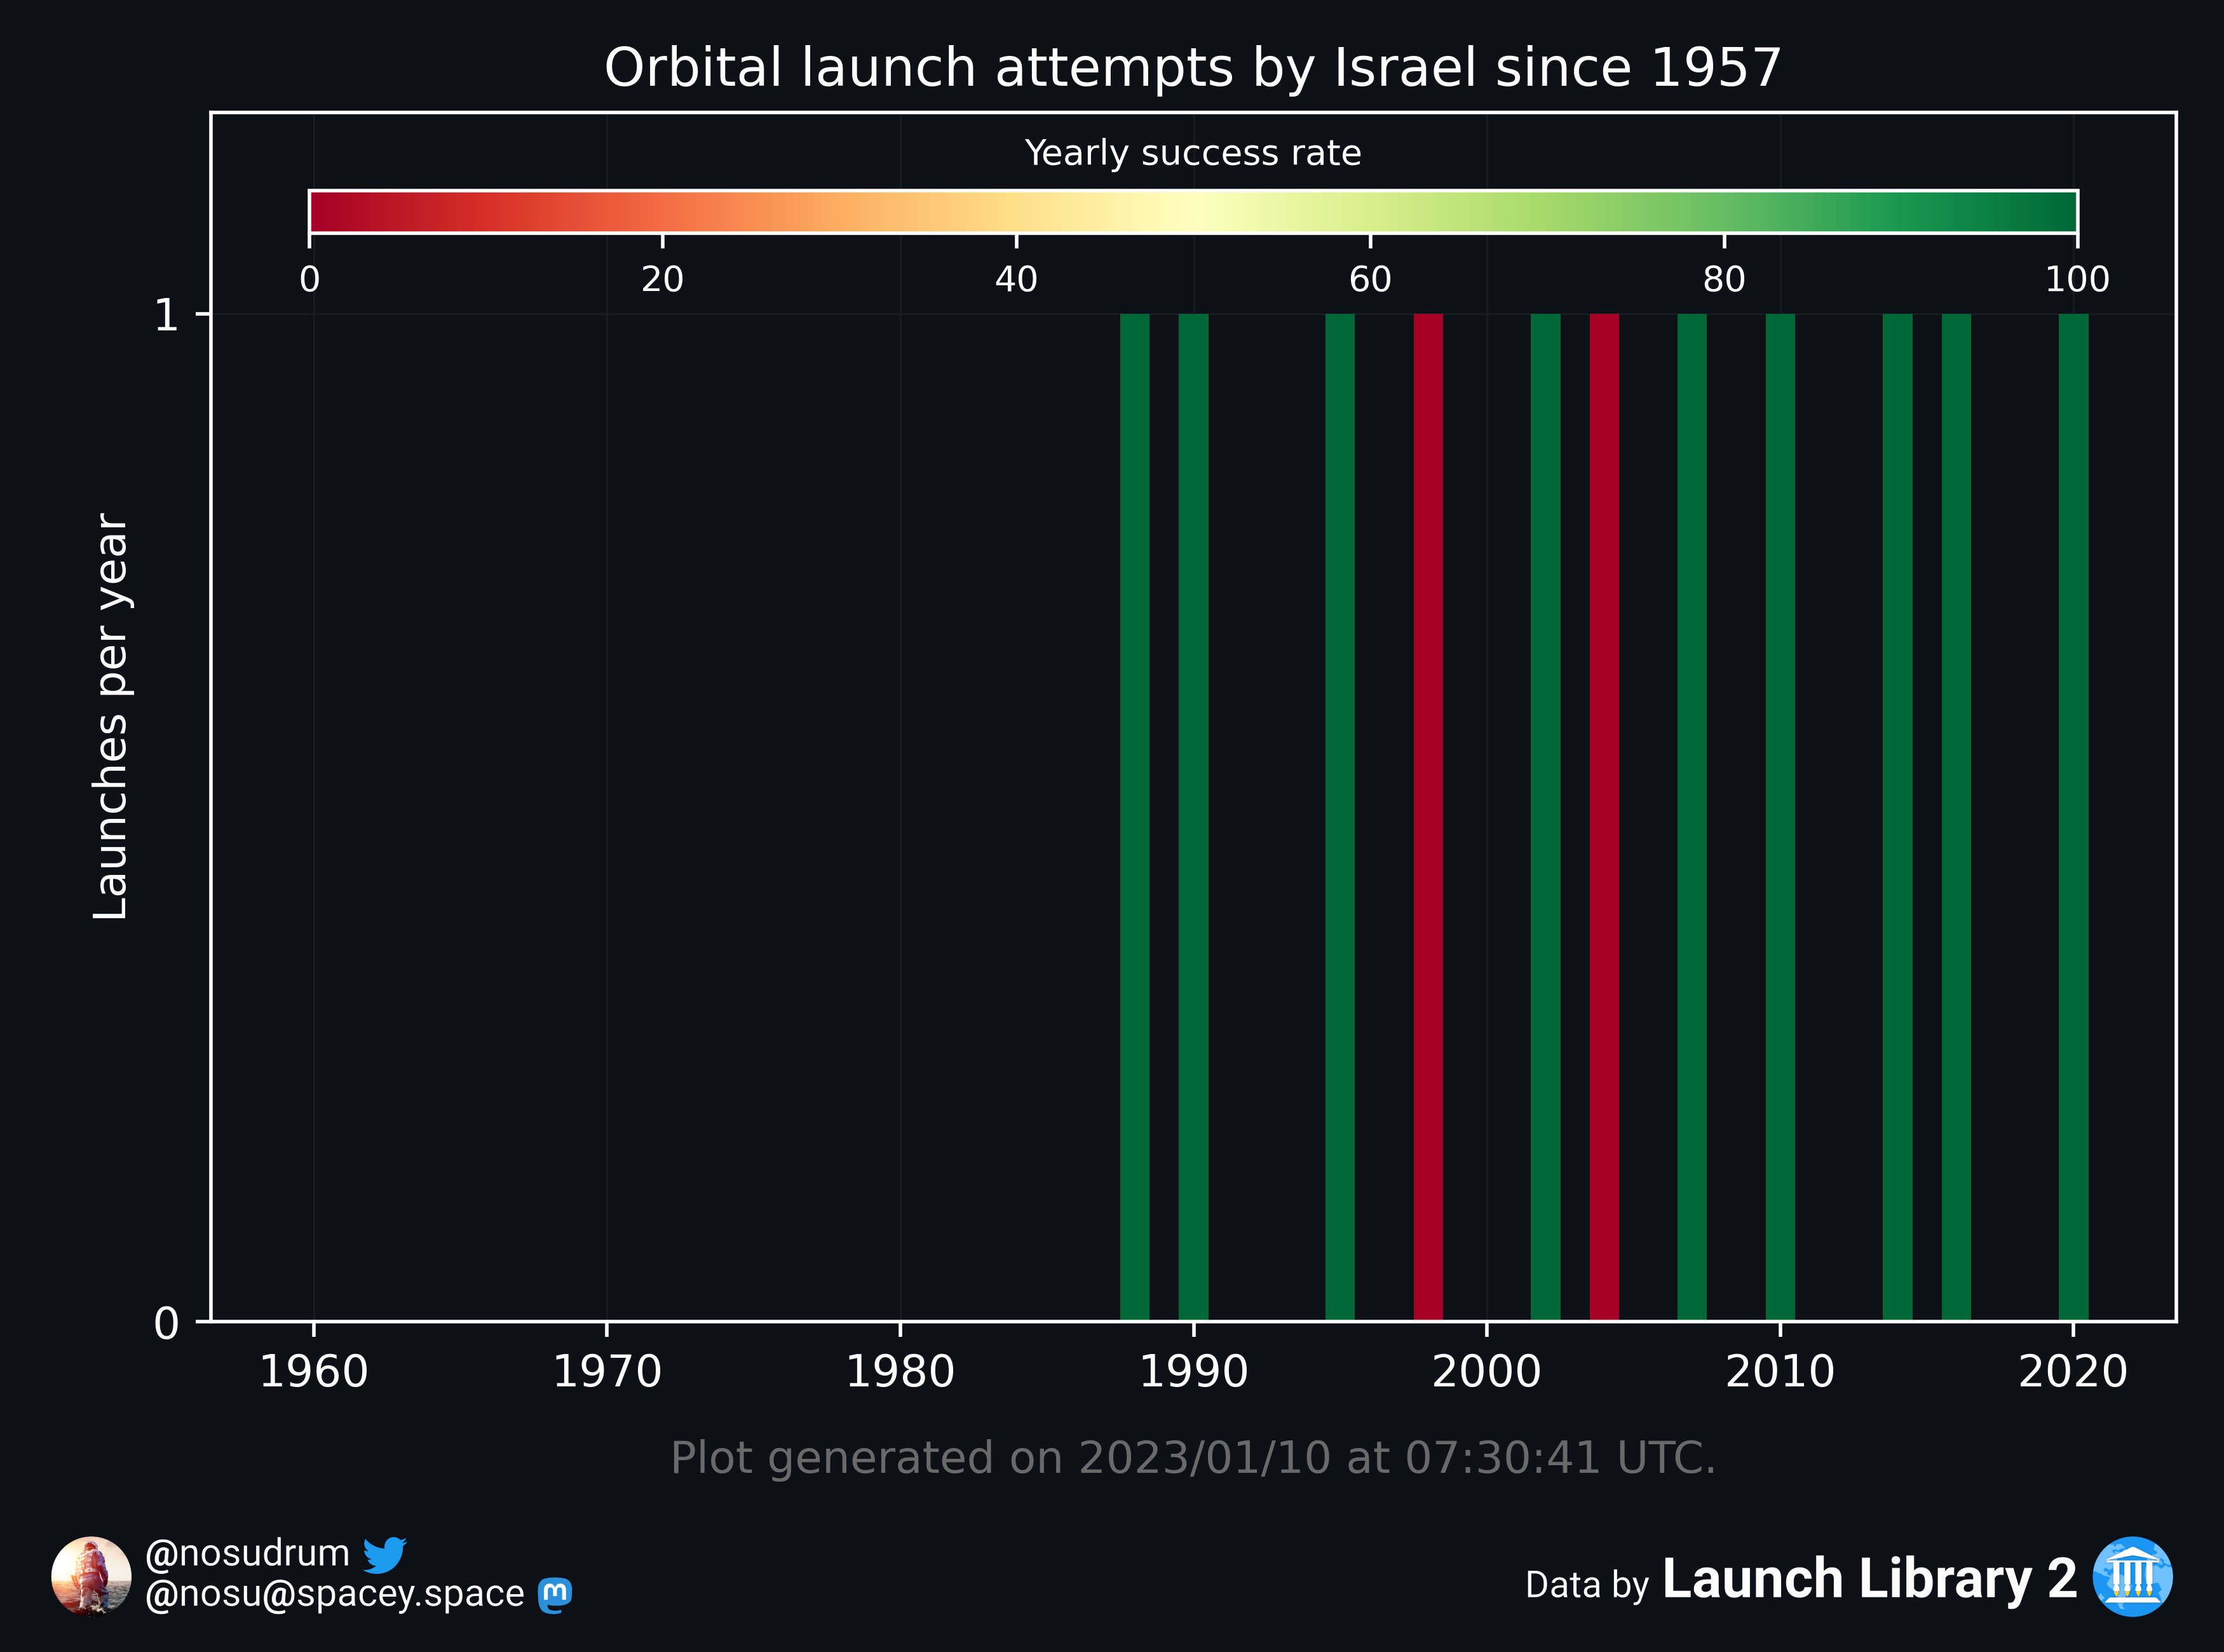 Orbital launch attempts by Israel since 1957
Yearly success rate
0 20 40 60 80 100
1
0
Launches per year
1960 1970 1980 1990 2000 2010 2020
Plot generated on 2023/01/10 at 07:30:41 UTC.
@nosudrum
@nosu@spacey.space
Data by Launch Library 2